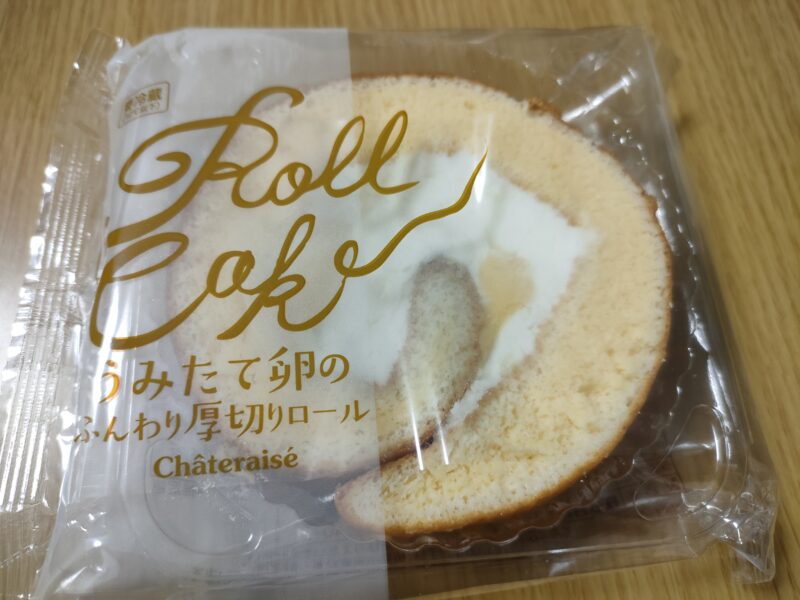 要冷蔵
Roll
Cake
うみたて卵の
ふんわり厚切りロール
Châteraisé